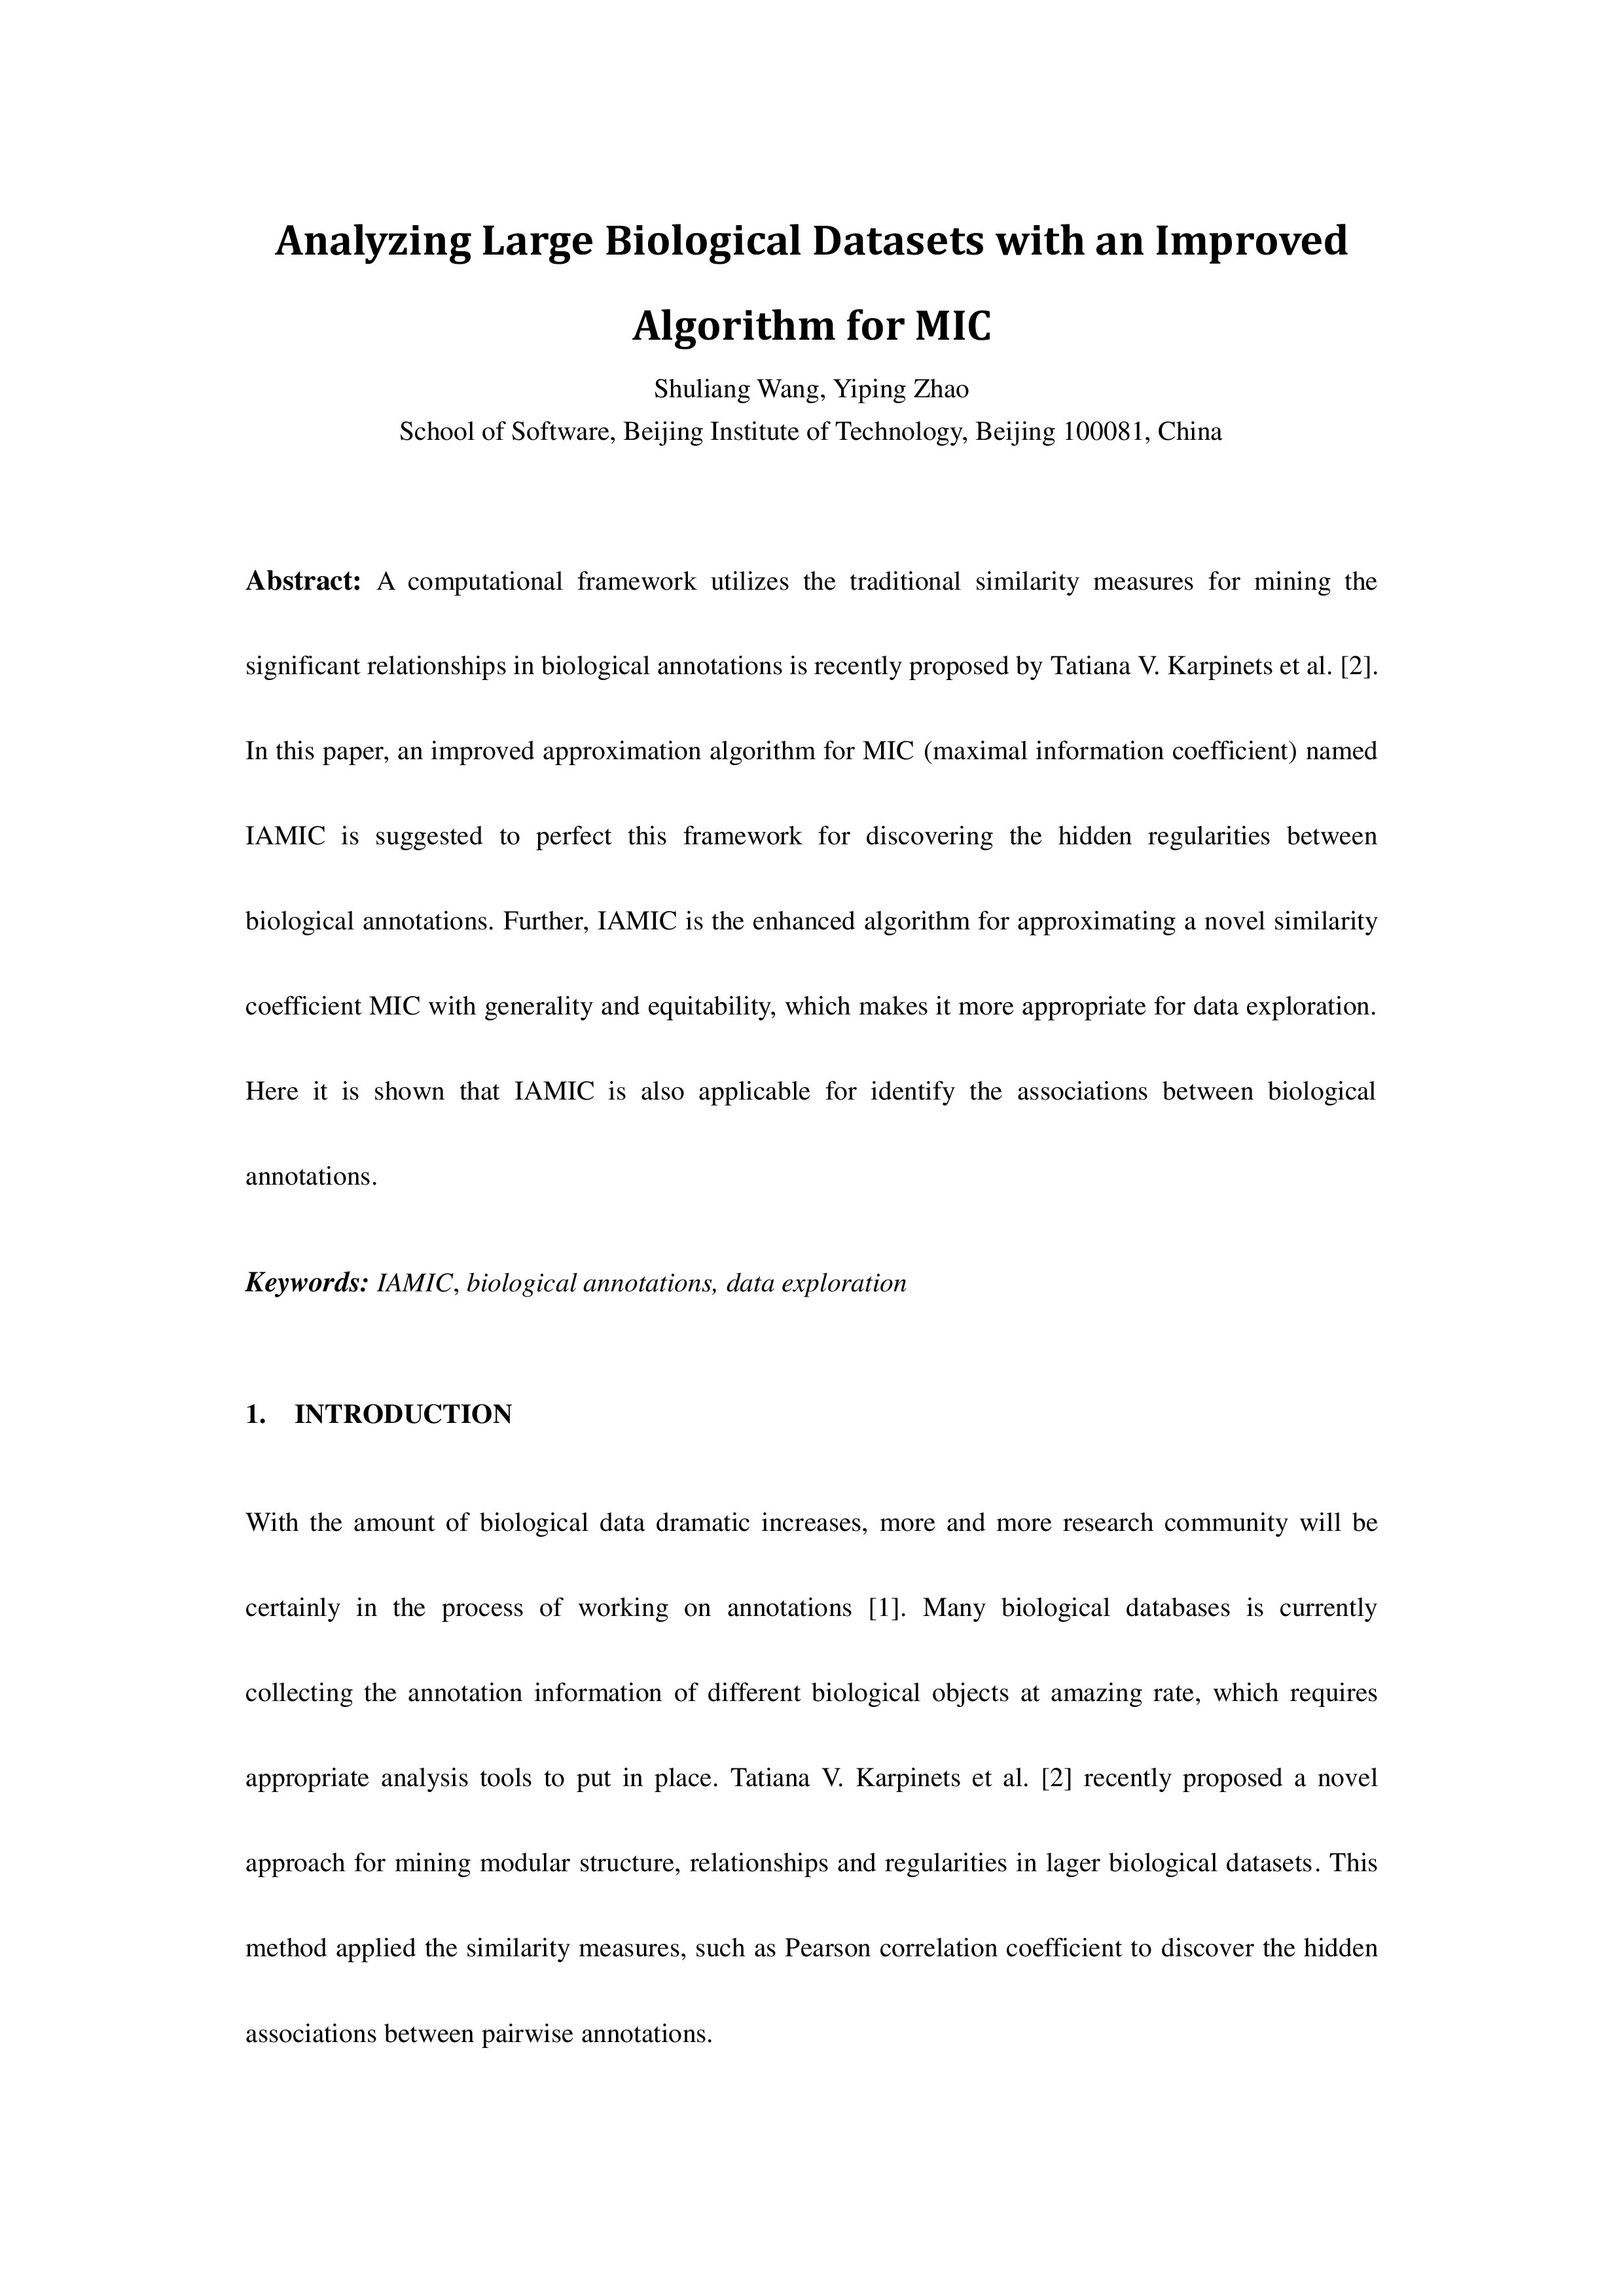 Analyzing Large Biological Datasets with an Improved
Algorithm for MIC
Shuliang Wang, Yiping Zhao
School of Software, Beijing Institute of Technology, Beijing 100081, China
Abstract: A computational framework utilizes the traditional similarity measures for mining the
significant relationships in biological annotations is recently proposed by Tatiana V. Karpinets et al. [2].
In this paper, an improved approximation algorithm for MIC (maximal information coefficient) named
IAMIC is suggested to perfect this framework for discovering the hidden regularities between
biological annotations. Further, IAMIC is the enhanced algorithm for approximating a novel similarity
coefficient MIC with generality and equitability, which makes it more appropriate for data exploration.
Here it is shown that IAMIC is also applicable for identify the associations between biological
annotations.
Keywords: IAMIC, biological annotations, data exploration
1. INTRODUCTION
With the amount of biological data dramatic increases, more and more research community will be
certainly in the process of working on annotations [1]. Many biological databases is currently
collecting the annotation information of different biological objects at amazing rate, which requires
appropriate analysis tools to put in place. Tatiana V. Karpinets et al. [2] recently proposed a novel
approach for mining modular structure, relationships and regularities in lager biological datasets. This
method applied the similarity measures, such as Pearson correlation coefficient to discover the hidden
associations between pairwise annotations.